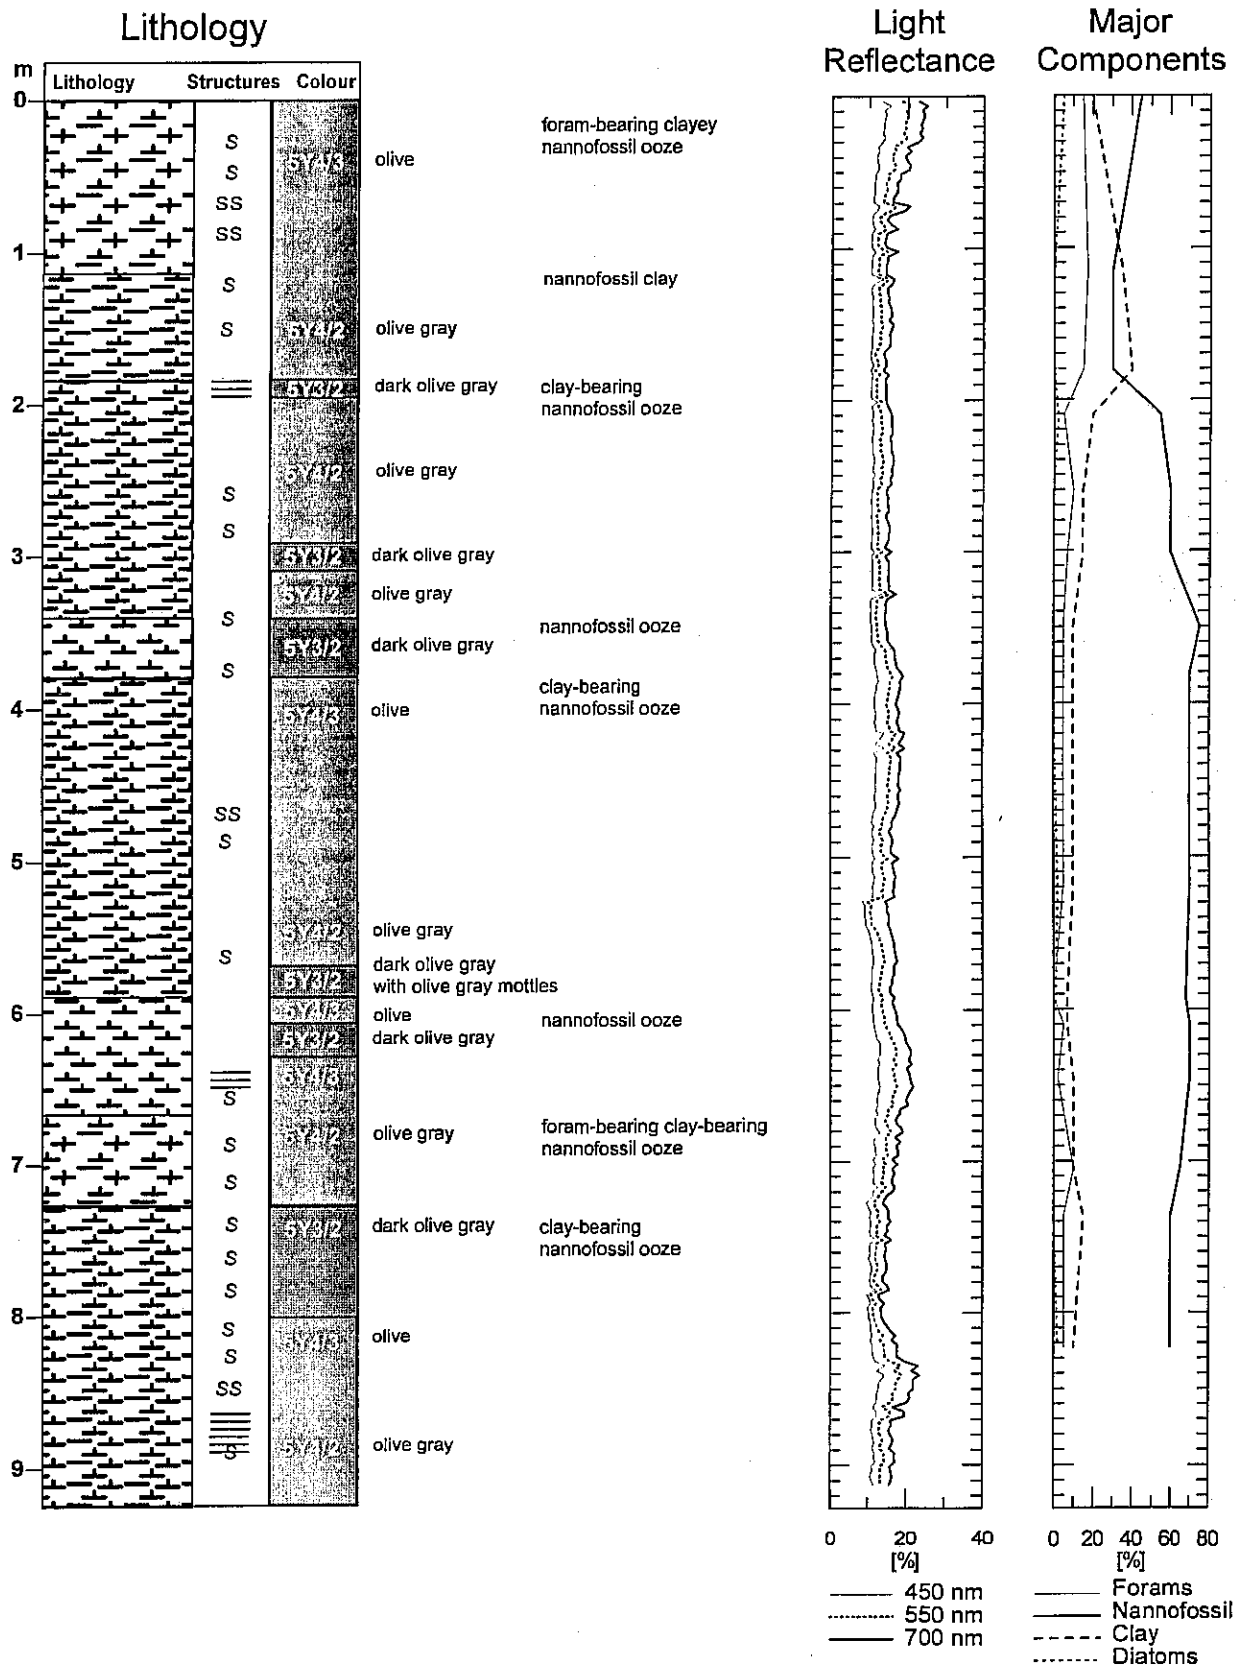 Lithology
Light
Reflectance
Major
Components
m
Lithology Structures Colour
0
foram-bearing clayey
nannofossil ooze
S
5Y4/3 olive
S
SS
SS
1
S
nannofossil clay
S
5Y4/2 olive gray
5Y3/2 dark olive gray
clay-bearing
nannofossil ooze
2
5Y4/2 olive gray
S
S
3
5Y3/2 dark olive gray
5Y4/2 olive gray
S
nannofossil ooze
5Y3/2 dark olive gray
S
clay-bearing
nannofossil ooze
4
5Y4/3 olive
SS
S
5
5Y4/2 olive gray
S
dark olive gray
5Y3/2 with olive gray mottles
6
5Y4/3 olive
nannofossil ooze
5Y3/2 dark olive gray
5Y4/3
S
foram-bearing clay-bearing
nannofossil ooze
5Y4/2 olive gray
S
7
S
S
5Y3/2 dark olive gray
clay-bearing
nannofossil ooze
S
S
8
S
5Y4/3 olive
S
SS
5Y4/2 olive gray
S
9
0 20 40
[%]
450 nm
550 nm
700 nm
0 20 40 60 80
[%]
Forams
Nannofossil
Clay
Diatoms